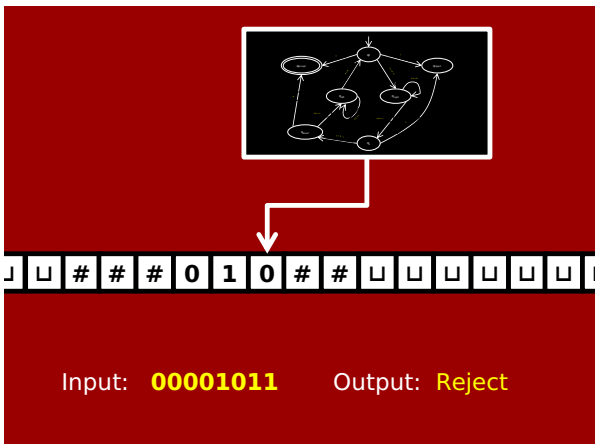 ⊔ ⊔ # # # 0 1 0 # # ⊔ ⊔ ⊔ ⊔ ⊔ ⊔
Input: 00001011 Output: Reject